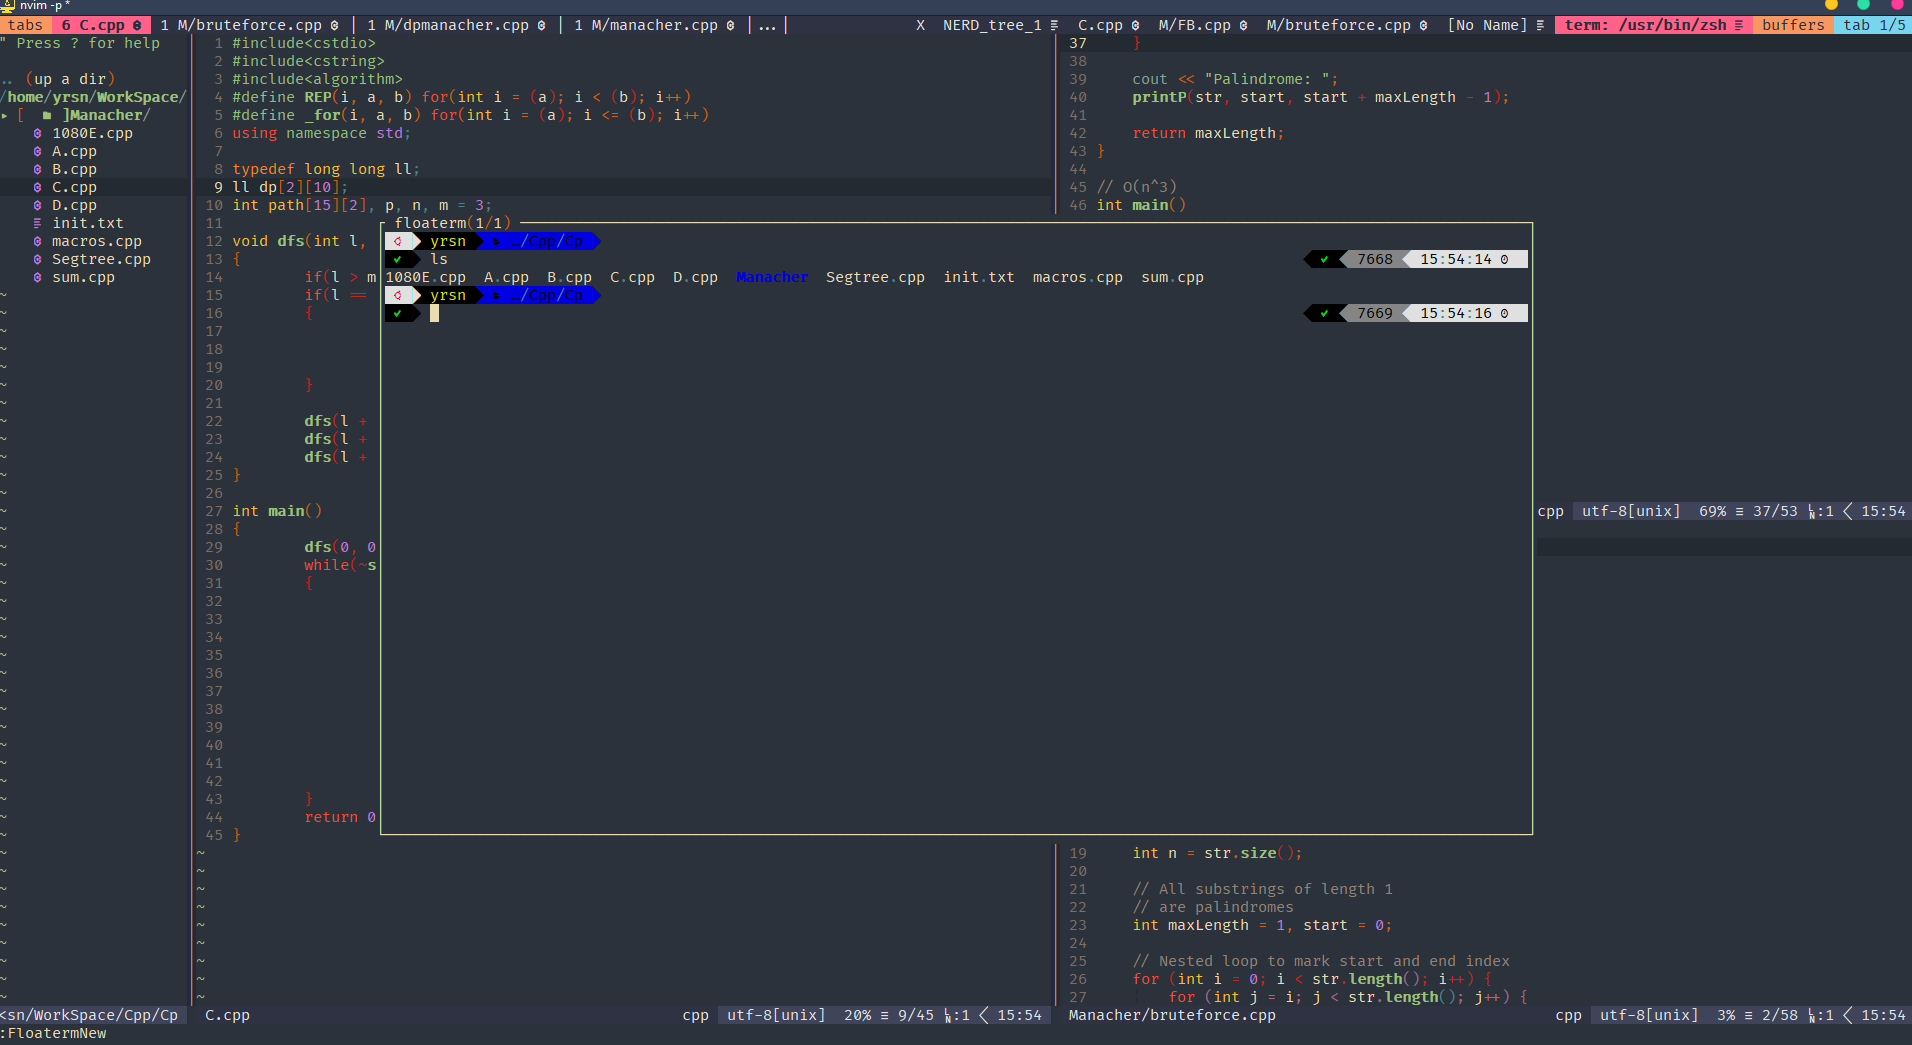 nvim -p *
tabs 6 C.cpp 1 M/bruteforce.cpp 1 M/dpmanacher.cpp 1 M/manacher.cpp ... X NERD_tree_1 C.cpp M/FB.cpp M/bruteforce.cpp [No Name] term: /usr/bin/zsh buffers tab 1/5
" Press ? for help
.. (up a dir)
/home/yrsn/WorkSpace/
▸ [ ]Manacher/
1080E.cpp
A.cpp
B.cpp
C.cpp
D.cpp
init.txt
macros.cpp
Segtree.cpp
sum.cpp
<sn/WorkSpace/Cpp/Cp
1 #include<cstdio>
2 #include<cstring>
3 #include<algorithm>
4 #define REP(i, a, b) for(int i = (a); i < (b); i++)
5 #define _for(i, a, b) for(int i = (a); i <= (b); i++)
6 using namespace std;
7
8 typedef long long ll;
9 ll dp[2][10];
10 int path[15][2], p, n, m = 3;
11
12 void dfs(int l,
13 {
14 if(l > m
15 if(l ==
16 {
17
18
19
20 }
21
22 dfs(l +
23 dfs(l +
24 dfs(l +
25 }
26
27 int main()
28 {
29 dfs(0, 0
30 while(~s
31 {
32
33
34
35
36
37
38
39
40
41
42
43 }
44 return 0
45 }
C.cpp cpp utf-8[unix] 20% ≡ 9/45 :1 15:54
floaterm(1/1)
yrsn …/Cpp/Cp
✔ ls ✔ 7668 15:54:14
1080E.cpp A.cpp B.cpp C.cpp D.cpp Manacher Segtree.cpp init.txt macros.cpp sum.cpp
yrsn …/Cpp/Cp
✔ ✔ 7669 15:54:16
37 }
38
39 cout << "Palindrome: ";
40 printP(str, start, start + maxLength - 1);
41
42 return maxLength;
43 }
44
45 // O(n^3)
46 int main()
cpp utf-8[unix] 69% ≡ 37/53 :1 15:54
19 int n = str.size();
20
21 // All substrings of length 1
22 // are palindromes
23 int maxLength = 1, start = 0;
24
25 // Nested loop to mark start and end index
26 for (int i = 0; i < str.length(); i++) {
27 for (int j = i; j < str.length(); j++) {
Manacher/bruteforce.cpp cpp utf-8[unix] 3% ≡ 2/58 :1 15:54
:FloatermNew